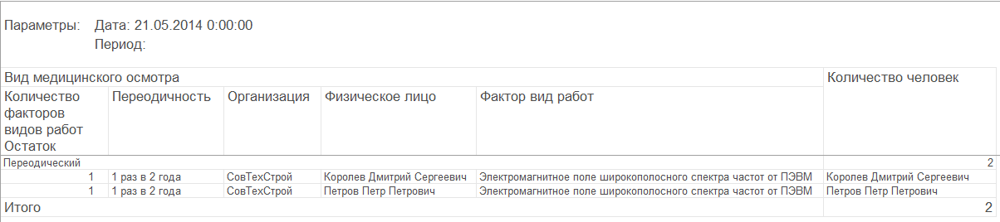 Параметры: Дата: 21.05.2014 0:00:00
Период:
Вид медицинского осмотра Количество человек
Количество факторов видов работ Остаток Переодичность Организация Физическое лицо Фактор вид работ
Переодический 2
1 1 раз в 2 года СовТехСтрой Королев Дмитрий Сергеевич Электромагнитное поле широкополосного спектра частот от ПЭВМ Королев Дмитрий Сергеевич
1 1 раз в 2 года СовТехСтрой Петров Петр Петрович Электромагнитное поле широкополосного спектра частот от ПЭВМ Петров Петр Петрович
Итого 2